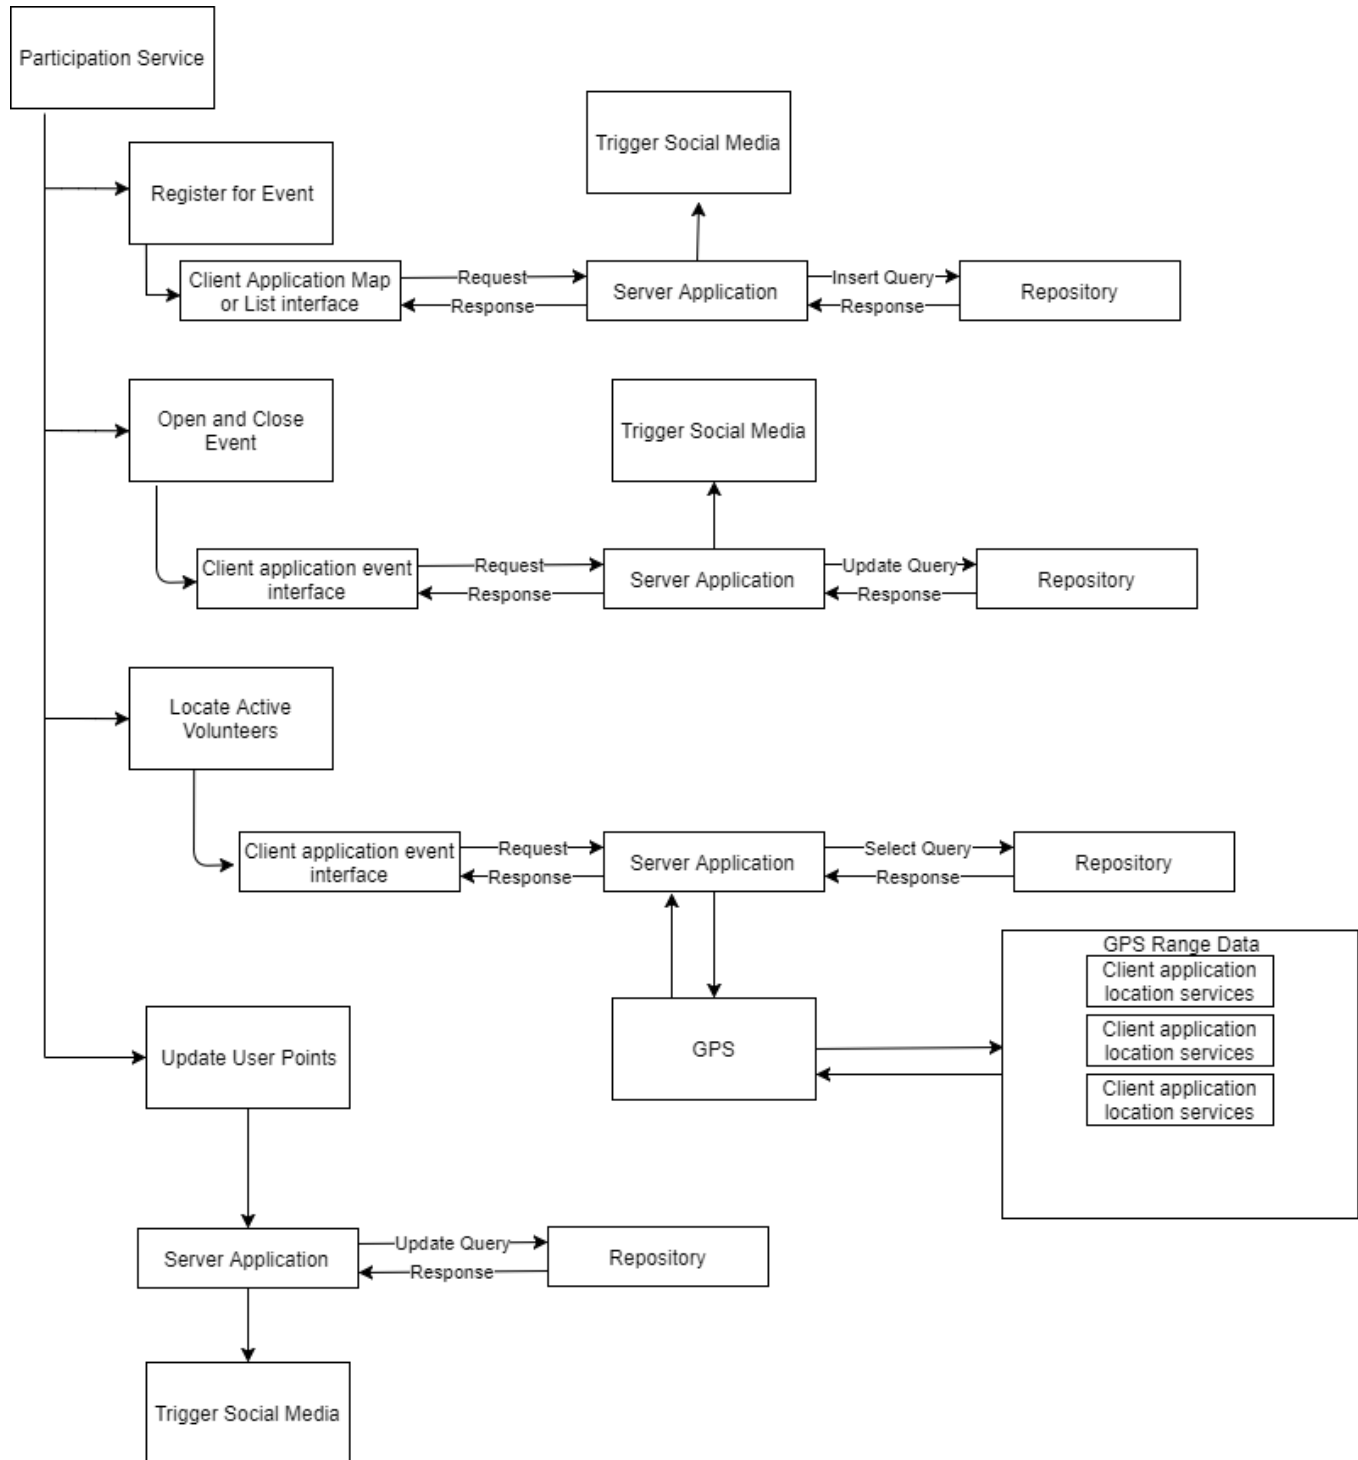 Participation Service
Trigger Social Media
Register for Event
Client Application Map
or List interface
Request
Response
Server Application
Insert Query
Response
Repository
Open and Close
Event
Trigger Social Media
Client application event
interface
Request
Response
Server Application
Update Query
Response
Repository
Locate Active
Volunteers
Client application event
interface
Request
Response
Server Application
Select Query
Response
Repository
GPS Range Data
Client application
location services
Client application
location services
Client application
location services
GPS
Update User Points
Server Application
Update Query
Response
Repository
Trigger Social Media